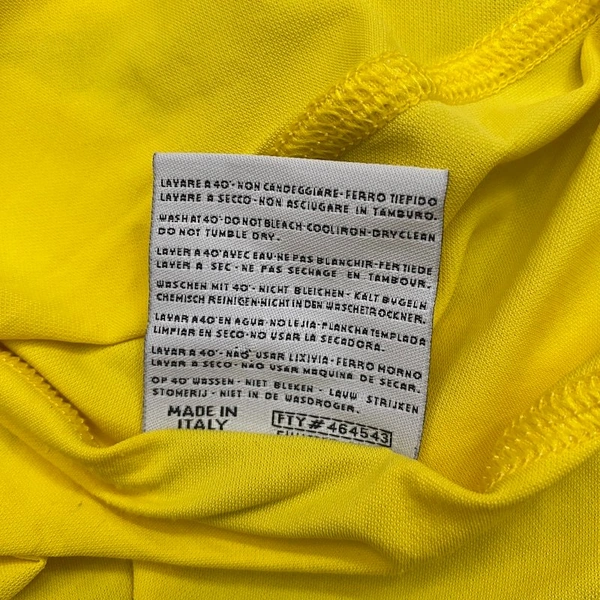 LAVARE A 40°-NON CANDEGGIARE-FERRO TIEPIDO
LAVARE A SECCO-NON ASCIUGARE IN TAMBURO.
WASH AT 40°-DO NOT BLEACH-COOL IRON-DRY CLEAN
DO NOT TUMBLE DRY.
LAVER A 40°AVEC EAU-NE PAS BLANCHIR-FER TIEDE
LAVER A SEC-NE PAS SECHAGE EN TAMBOUR.
WASCHEN MIT 40°-NICHT BLEICHEN-KALT BUGELN
CHEMISCH REINIGEN-NICHT IN DEN WASCHETROCKNER.
LAVAR A 40°EN AGUA-NO LEJIA-PLANCHA TEMPLADA
LIMPIAR EN SECO-NO USAR LA SECADORA.
LAVAR A 40°-NÃO USAR LIXIVIA-FERRO MORNO
LAVAR A SECO-NÃO USAR MAQUINA DE SECAR.
OP 40°WASSEN-NIET BLEKEN-LAUW STRIJKEN
STOMERIJ-NIET IN DE WASDROGER.
MADE IN
ITALY
FTY#464543